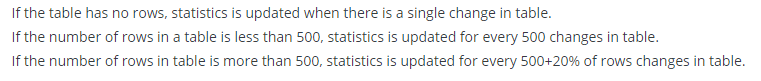 If the table has no rows, statistics is updated when there is a single change in table.
If the number of rows in a table is less than 500, statistics is updated for every 500 changes in table.
If the number of rows in table is more than 500, statistics is updated for every 500+20% of rows changes in table.